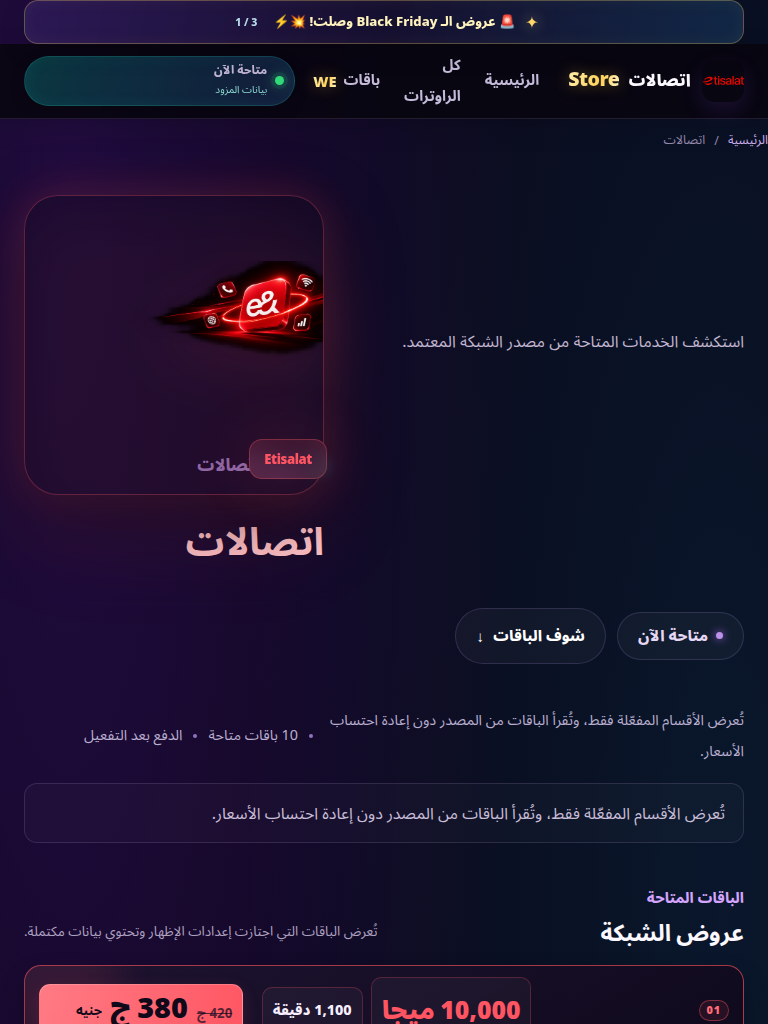 ✦ 🚨 عروض الـ Black Friday وصلت! 💥⚡ 1 / 3
etisalat
اتصالات Store
الرئيسية
كل الراوترات
باقات WE
متاحة الآن
بيانات المزود
الرئيسية / اتصالات
e&
استكشف الخدمات المتاحة من مصدر الشبكة المعتمد.
Etisalat
اتصالات
متاحة الآن
شوف الباقات ↓
تُعرض الأقسام المفعّلة فقط، وتُقرأ الباقات من المصدر دون إعادة احتساب
الأسعار.
• 10 باقات متاحة • الدفع بعد التفعيل
تُعرض الأقسام المفعّلة فقط، وتُقرأ الباقات من المصدر دون إعادة احتساب الأسعار.
الباقات المتاحة
عروض الشبكة
تُعرض الباقات التي اجتازت إعدادات الإظهار وتحتوي بيانات مكتملة.
01
10,000 ميجا
1,100 دقيقة
420 ج 380 ج جنيه